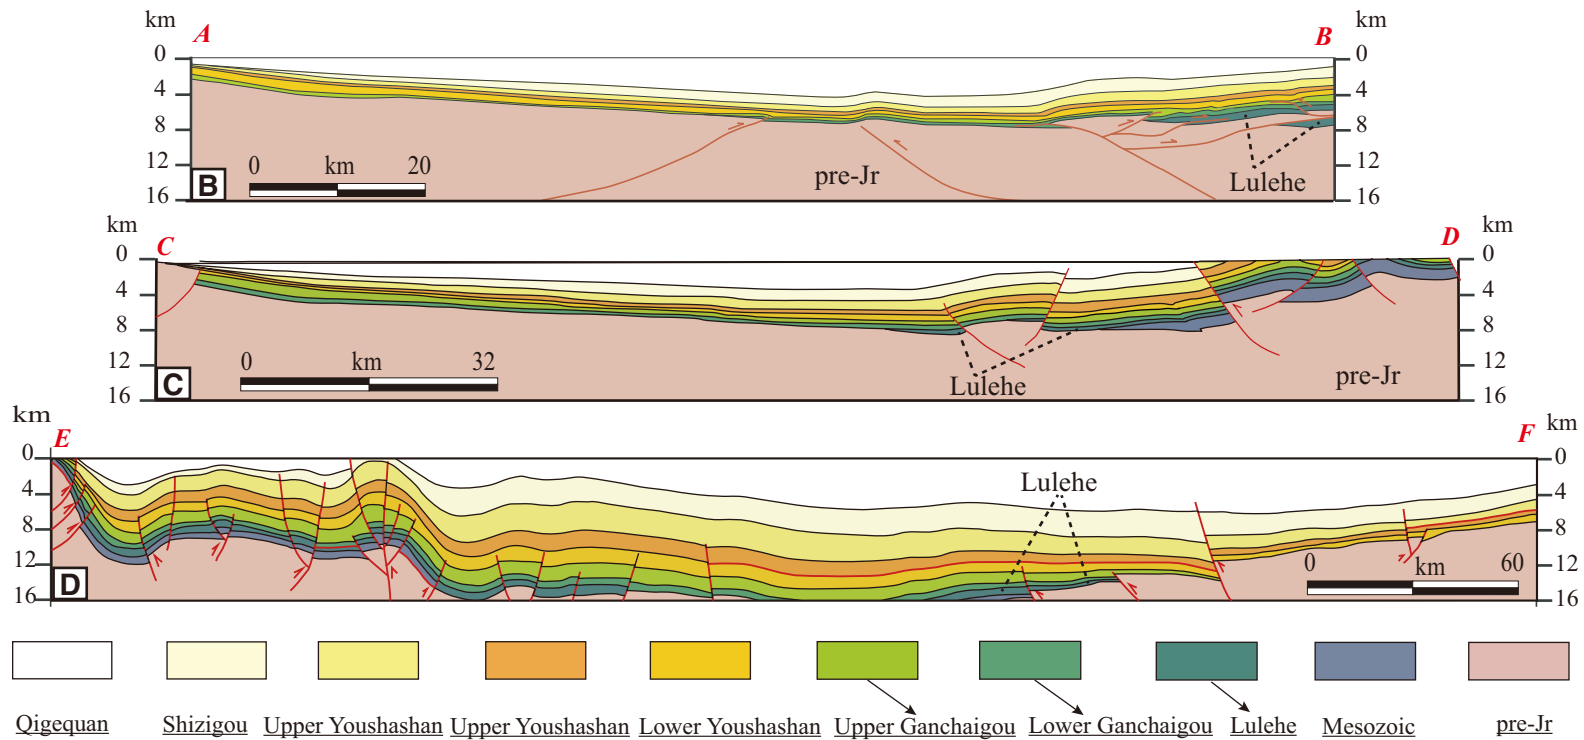 km A B km
0 0
4 4
8 8
12 0 km 20 pre-Jr 12
B Lulehe
16 16
km C D km
0 0
4 4
8 8
12 0 km 32 12
C Lulehe pre-Jr
16 16
km E F km
0 0
4 Lulehe 4
8 8
12 0 km 60 12
D
16 16
Qigequan Shizigou Upper Youshashan Upper Youshashan Lower Youshashan Upper Ganchaigou Lower Ganchaigou Lulehe Mesozoic pre-Jr